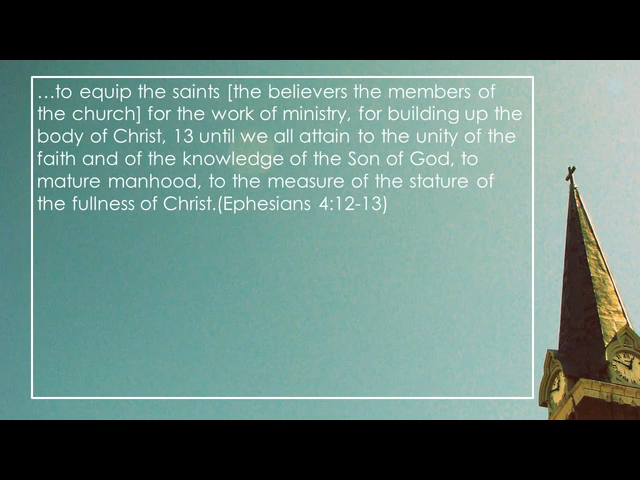 …to equip the saints [the believers the members of
the church] for the work of ministry, for building up the
body of Christ, 13 until we all attain to the unity of the
faith and of the knowledge of the Son of God, to
mature manhood, to the measure of the stature of
the fullness of Christ.(Ephesians 4:12-13)